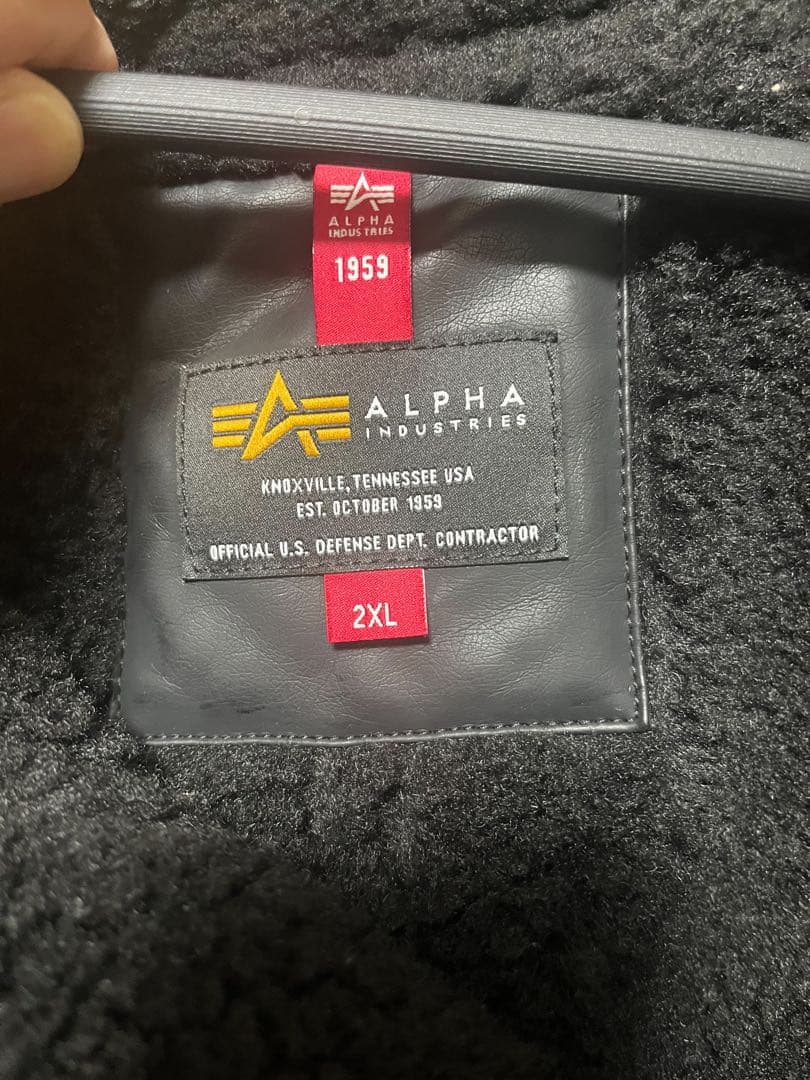 ALPHA
INDUSTRIES
1959
ALPHA
INDUSTRIES
KNOXVILLE, TENNESSEE USA
EST. OCTOBER 1959
OFFICIAL U.S. DEFENSE DEPT. CONTRACTOR
2XL